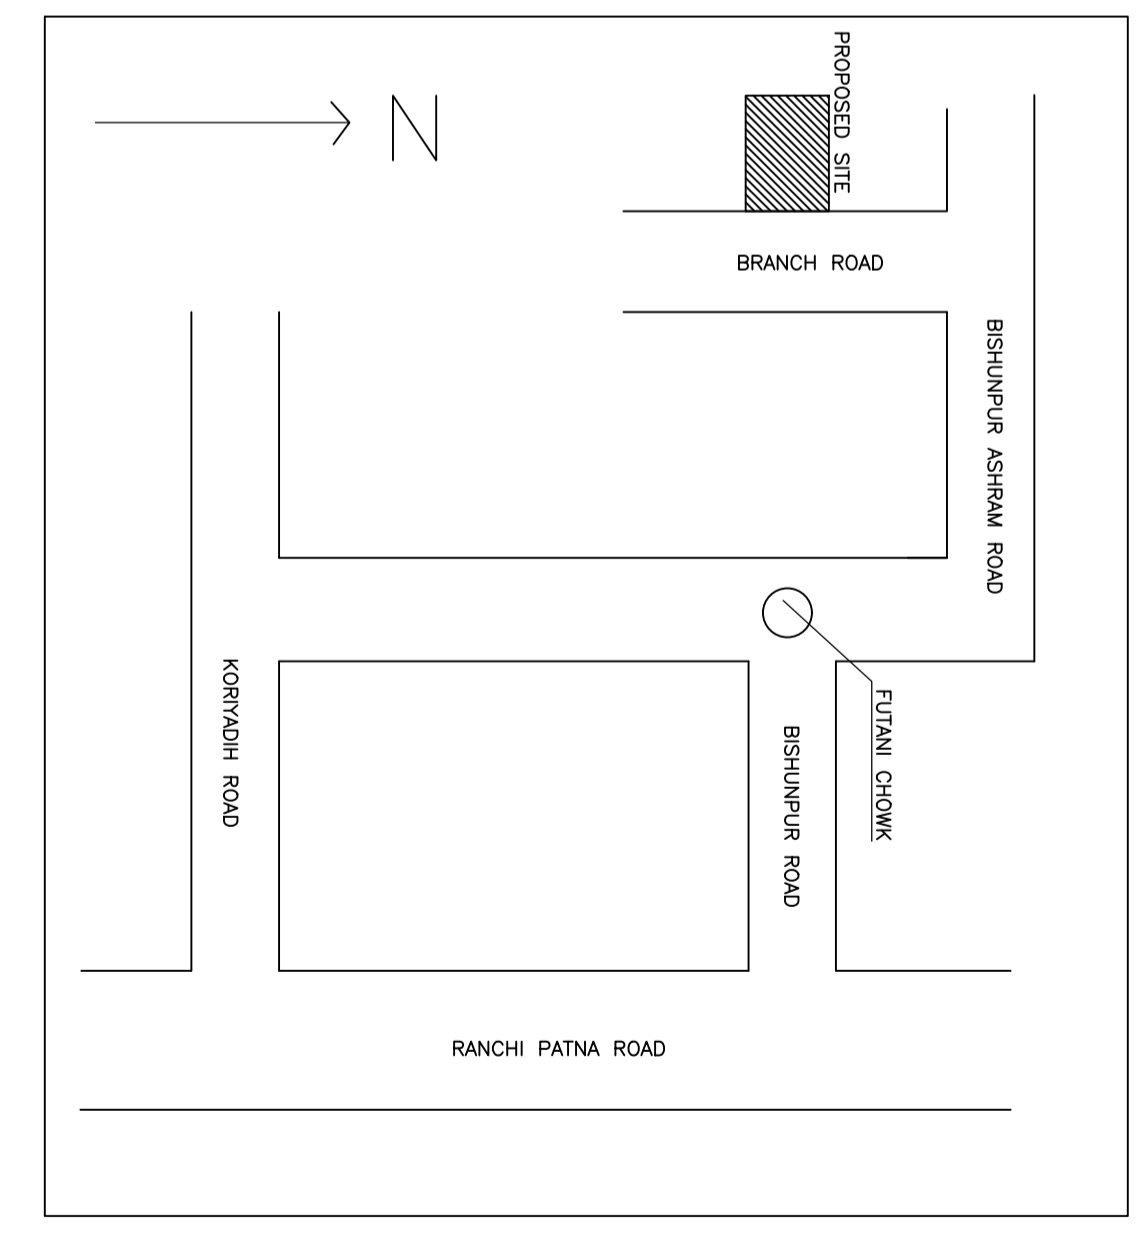 N
PROPOSED SITE
BRANCH ROAD
BISHUNPUR ASHRAM ROAD
KORIYADIH ROAD
FUTANI CHOWK
BISHUNPUR ROAD
RANCHI PATNA ROAD